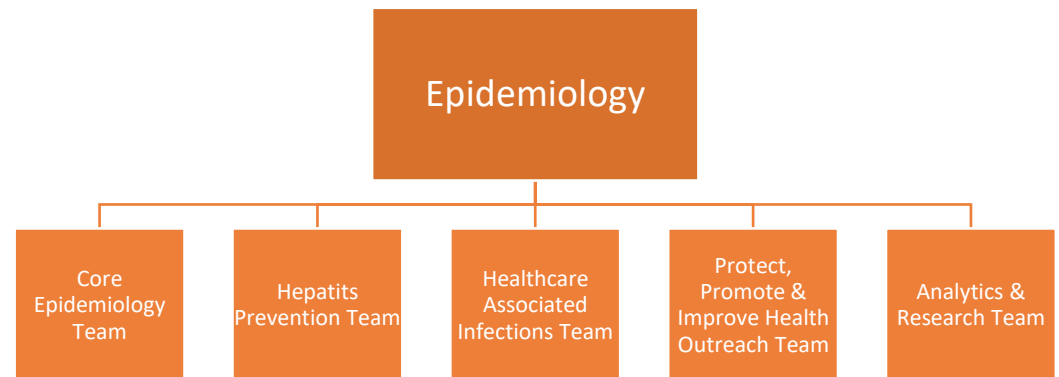 Epidemiology
Core
Epidemiology
Team
Hepatits
Prevention Team
Healthcare
Associated
Infections Team
Protect,
Promote &
Improve Health
Outreach Team
Analytics &
Research Team